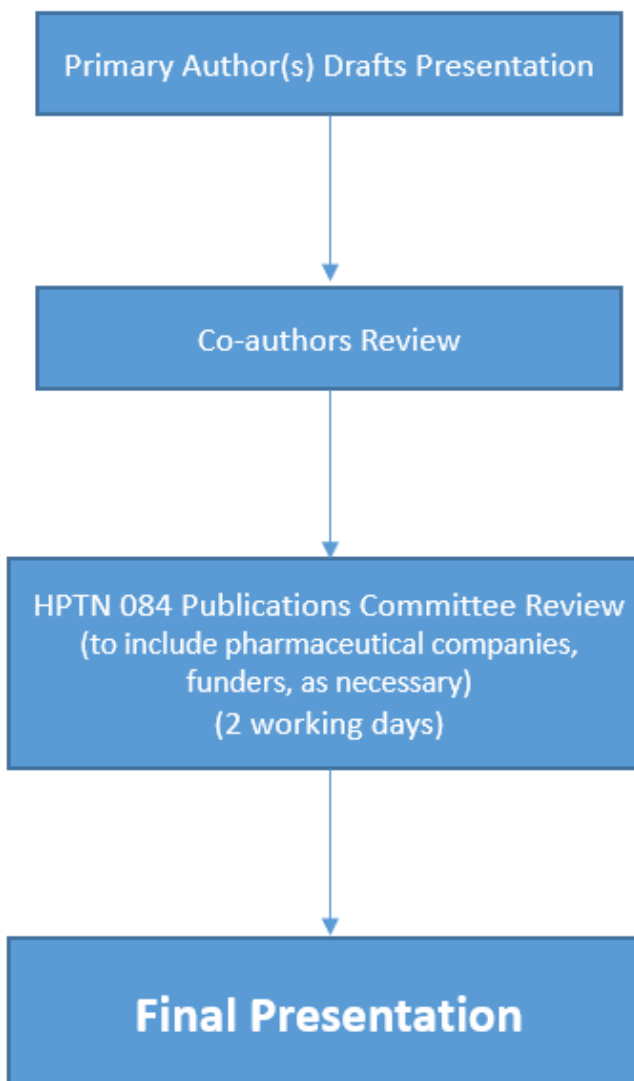 Primary Author(s) Drafts Presentation
Co-authors Review
HPTN 084 Publications Committee Review
(to include pharmaceutical companies,
funders, as necessary)
(2 working days)
Final Presentation